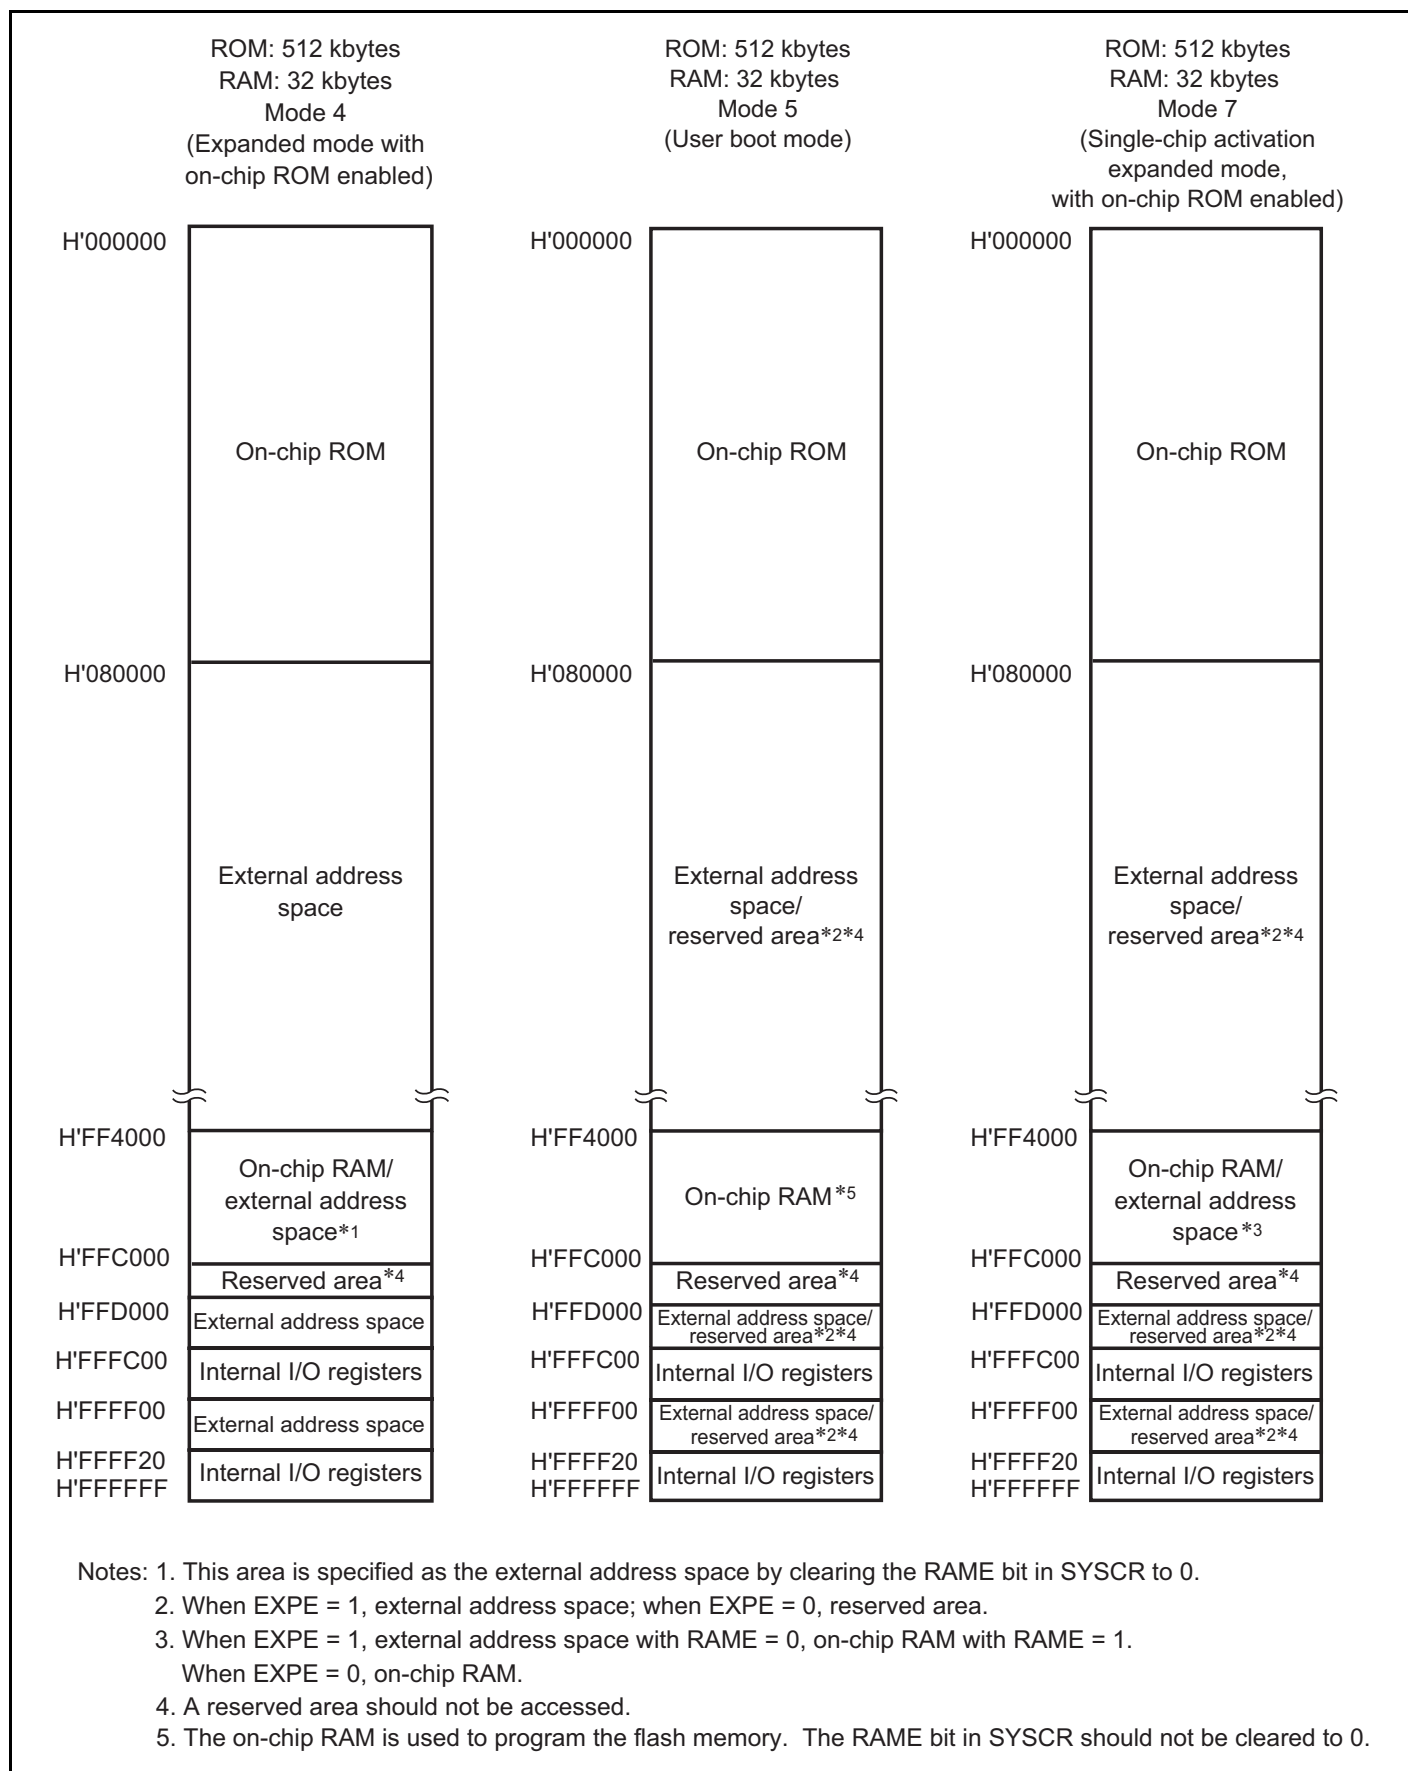 ROM: 512 kbytes
RAM: 32 kbytes
Mode 4
(Expanded mode with
on-chip ROM enabled)
H'000000
On-chip ROM
H'080000
External address
space
H'FF4000
On-chip RAM/
external address
space*1
H'FFC000
Reserved area*4
H'FFD000
External address space
H'FFFC00
Internal I/O registers
H'FFFF00
External address space
H'FFFF20
Internal I/O registers
H'FFFFFF
ROM: 512 kbytes
RAM: 32 kbytes
Mode 5
(User boot mode)
H'000000
On-chip ROM
H'080000
External address
space/
reserved area*2*4
H'FF4000
On-chip RAM*5
H'FFC000
Reserved area*4
H'FFD000
External address space/
reserved area*2*4
H'FFFC00
Internal I/O registers
H'FFFF00
External address space/
reserved area*2*4
H'FFFF20
Internal I/O registers
H'FFFFFF
ROM: 512 kbytes
RAM: 32 kbytes
Mode 7
(Single-chip activation
expanded mode,
with on-chip ROM enabled)
H'000000
On-chip ROM
H'080000
External address
space/
reserved area*2*4
H'FF4000
On-chip RAM/
external address
space*3
H'FFC000
Reserved area*4
H'FFD000
External address space/
reserved area*2*4
H'FFFC00
Internal I/O registers
H'FFFF00
External address space/
reserved area*2*4
H'FFFF20
Internal I/O registers
H'FFFFFF
Notes: 1. This area is specified as the external address space by clearing the RAME bit in SYSCR to 0.
2. When EXPE = 1, external address space; when EXPE = 0, reserved area.
3. When EXPE = 1, external address space with RAME = 0, on-chip RAM with RAME = 1.
When EXPE = 0, on-chip RAM.
4. A reserved area should not be accessed.
5. The on-chip RAM is used to program the flash memory. The RAME bit in SYSCR should not be cleared to 0.